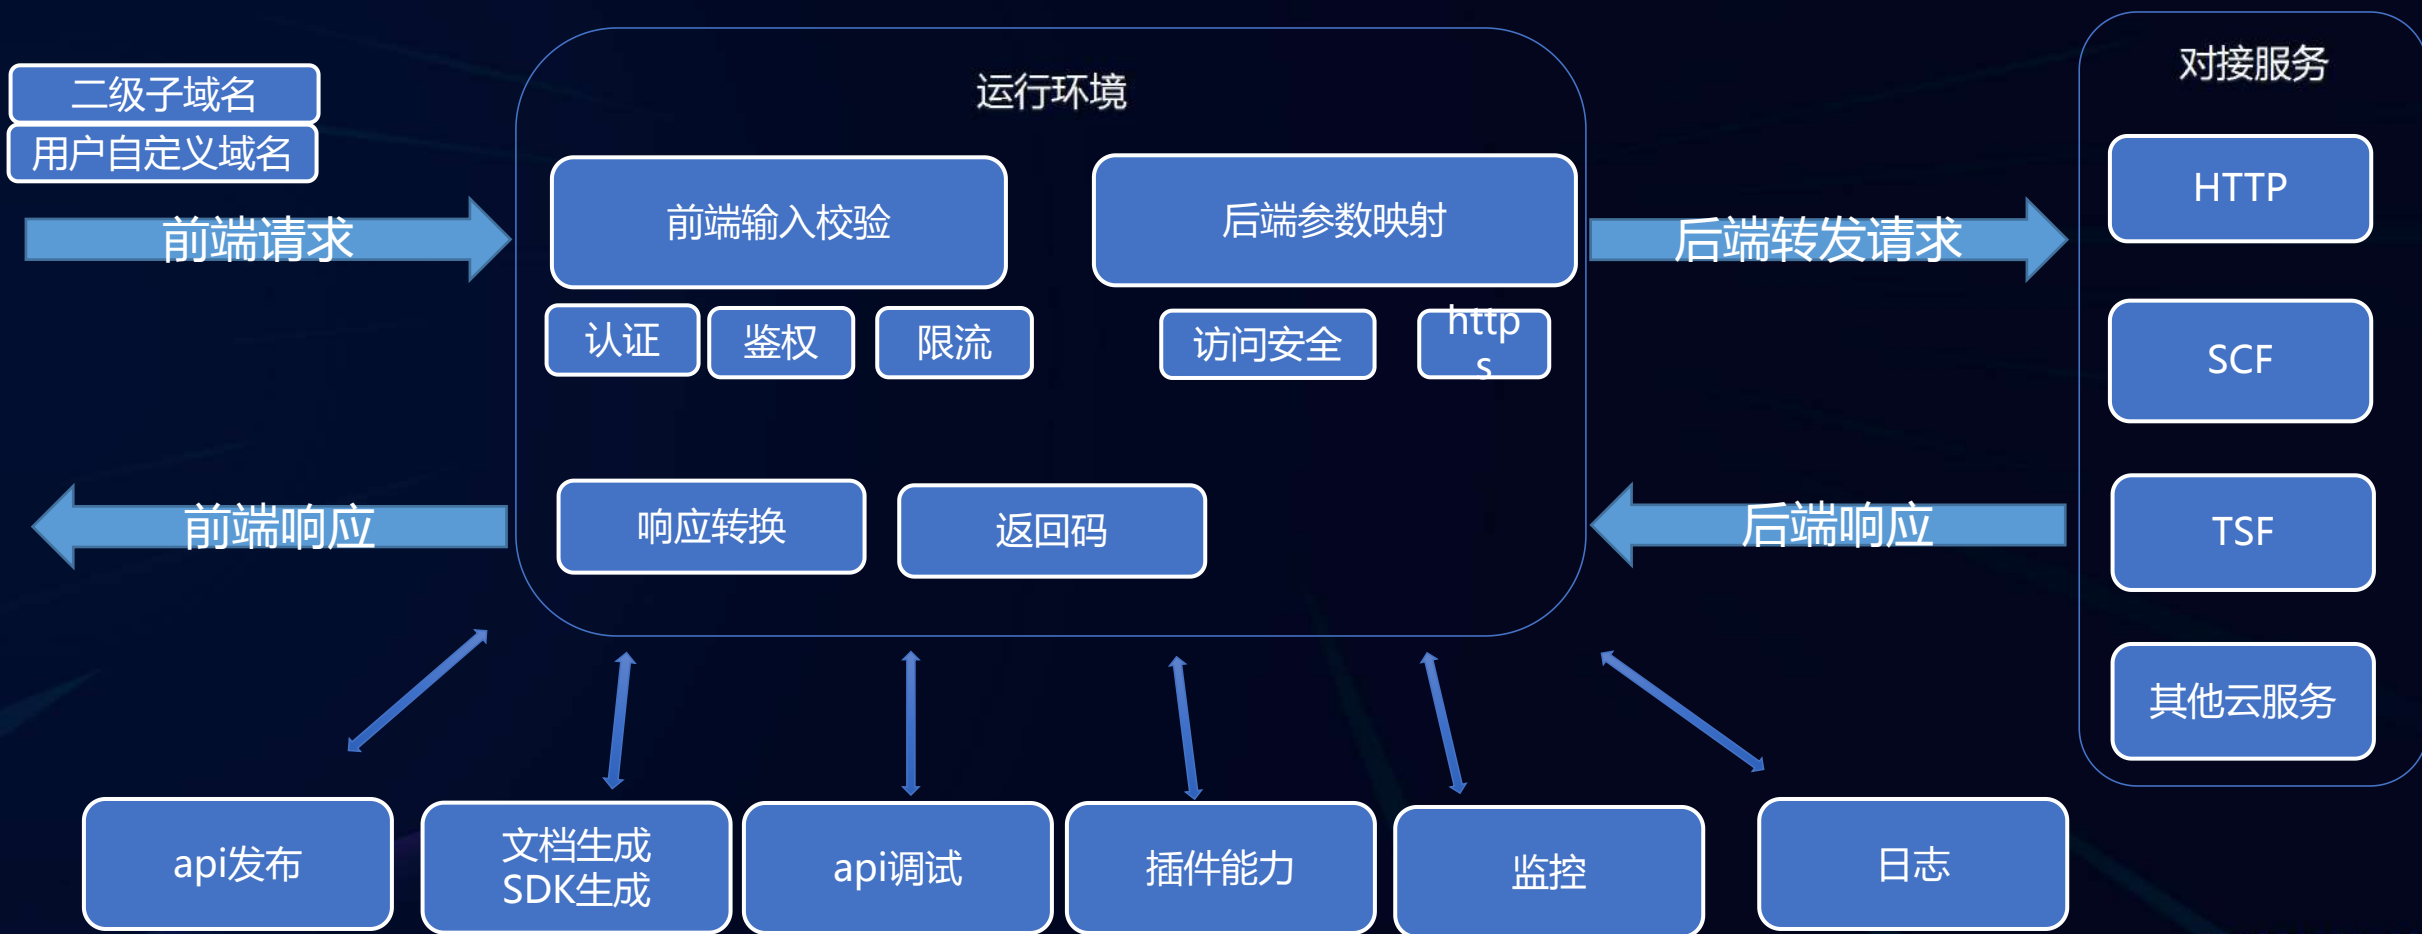 二级子域名
用户自定义域名
前端请求
前端响应
运行环境
前端输入校验
后端参数映射
认证
鉴权
限流
访问安全
http
s
响应转换
返回码
后端转发请求
后端响应
对接服务
HTTP
SCF
TSF
其他云服务
api发布
文档生成
SDK生成
api调试
插件能力
监控
日志